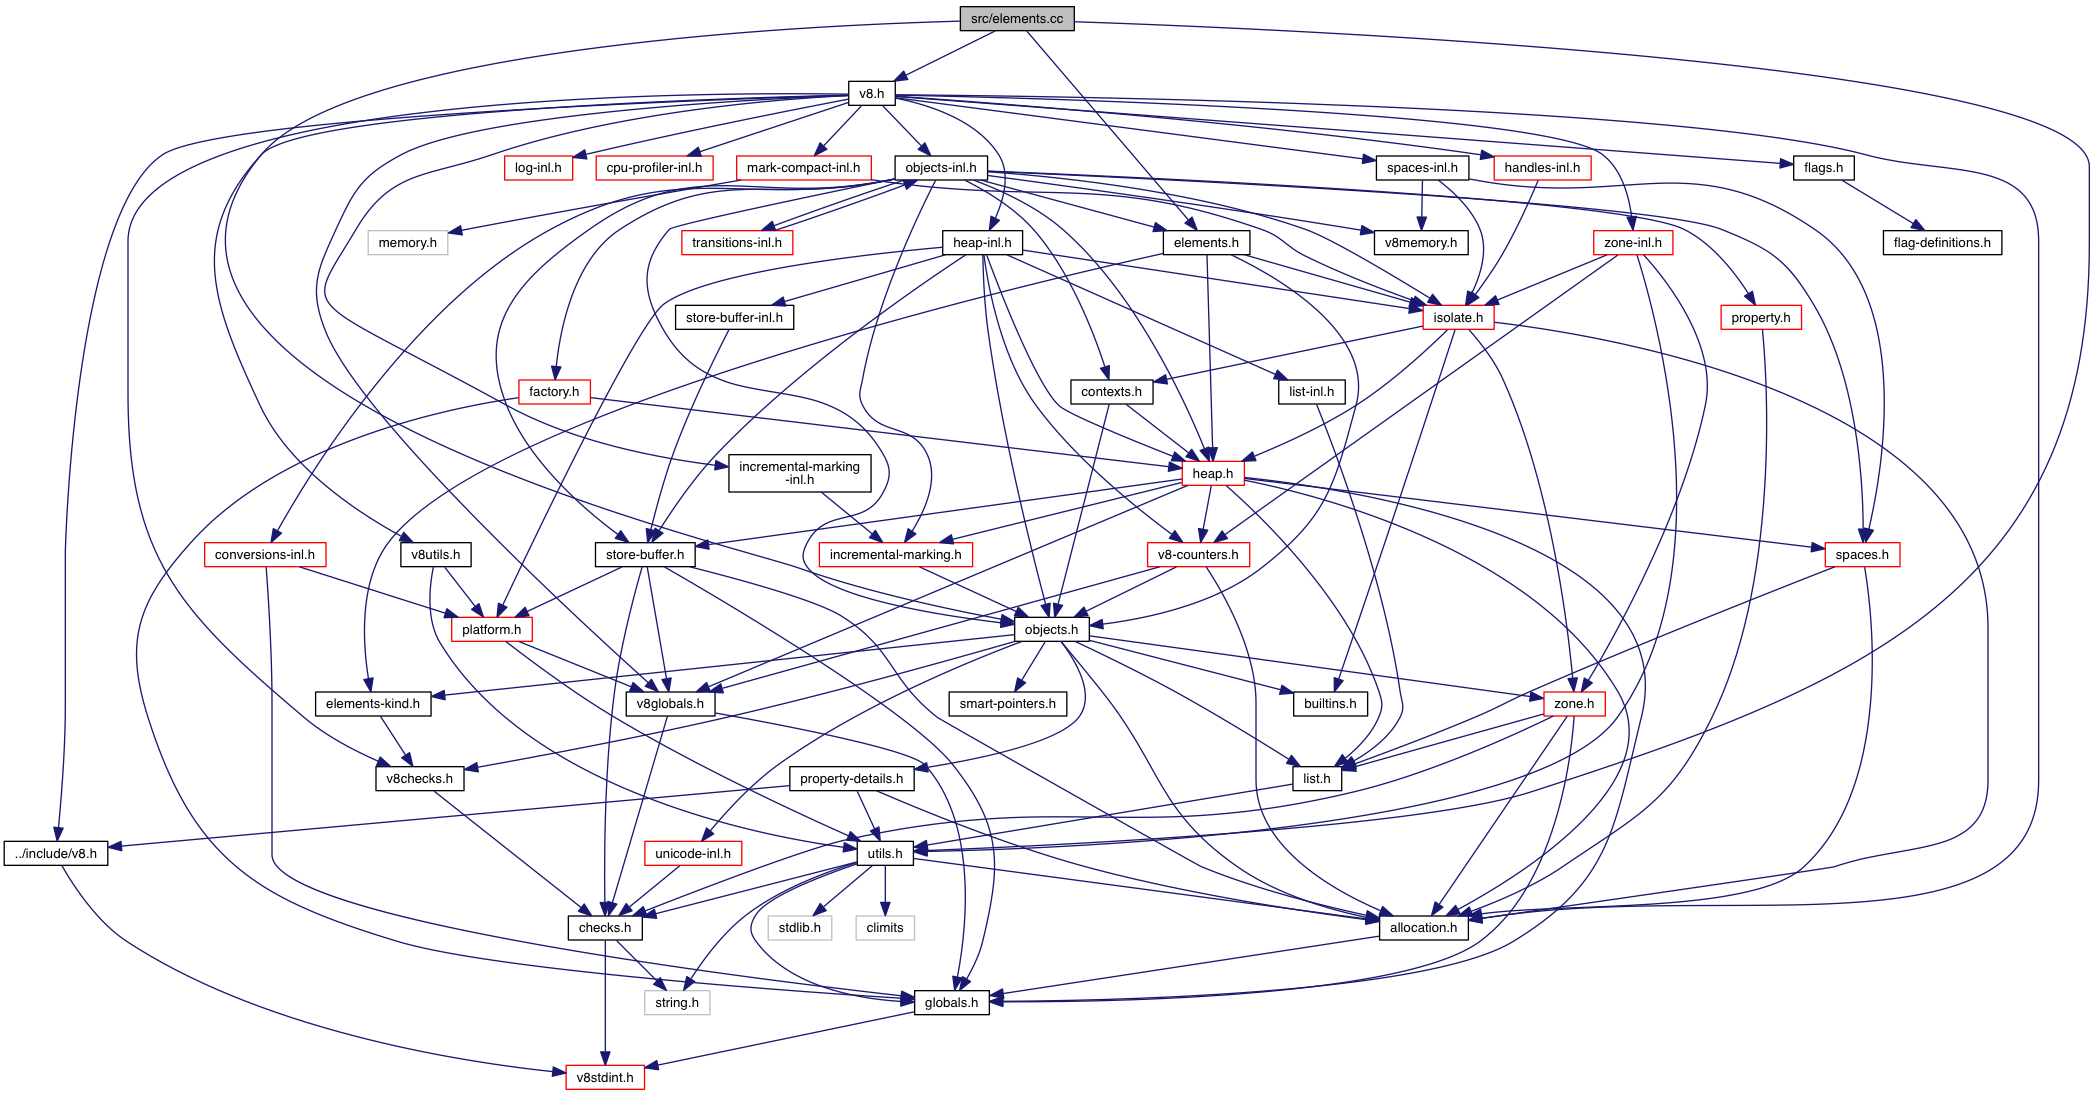 src/elements.cc
v8.h
log-inl.h
cpu-profiler-inl.h
mark-compact-inl.h
objects-inl.h
spaces-inl.h
handles-inl.h
flags.h
memory.h
transitions-inl.h
heap-inl.h
elements.h
v8memory.h
zone-inl.h
flag-definitions.h
store-buffer-inl.h
isolate.h
property.h
factory.h
contexts.h
list-inl.h
incremental-marking
-inl.h
heap.h
conversions-inl.h
v8utils.h
store-buffer.h
incremental-marking.h
v8-counters.h
spaces.h
platform.h
objects.h
elements-kind.h
v8globals.h
smart-pointers.h
builtins.h
zone.h
v8checks.h
property-details.h
list.h
../include/v8.h
unicode-inl.h
utils.h
checks.h
stdlib.h
climits
allocation.h
string.h
globals.h
v8stdint.h